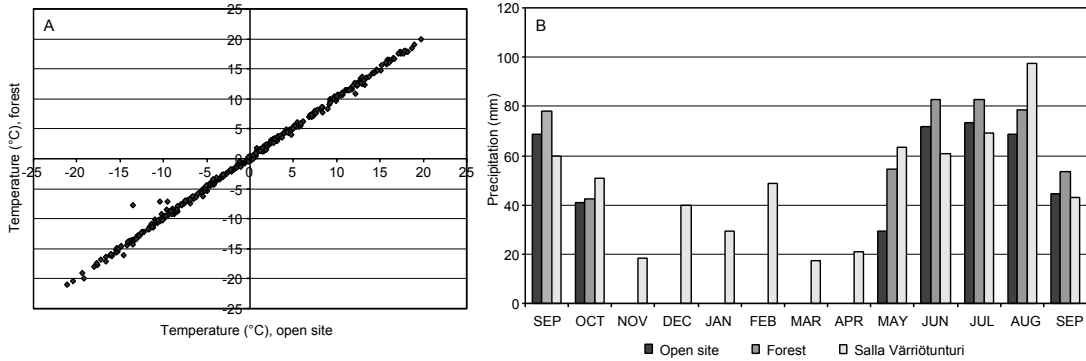 A
25
20
15
10
5
0
-25 -20 -15 -10 -5 0 5 10 15 20 25
-5
-10
-15
-20
-25
Temperature (°C), forest
Temperature (°C), open site
B
120
100
80
60
40
20
0
Precipitation (mm)
SEP OCT NOV DEC JAN FEB MAR APR MAY JUN JUL AUG SEP
Open site Forest Salla Värriötunturi